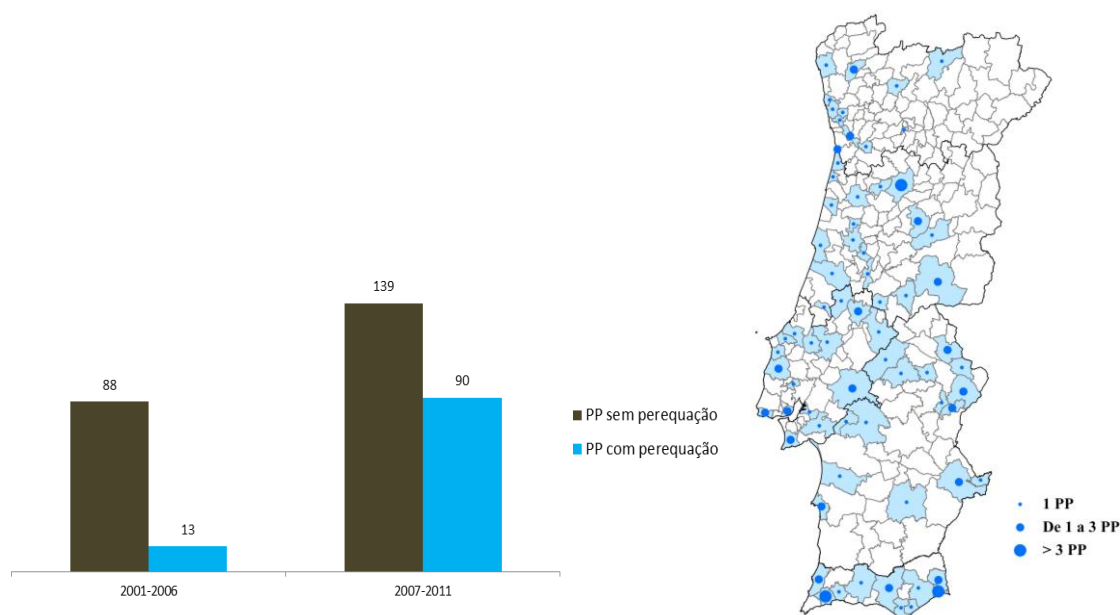 139
88
90
13
PP sem perequação
PP com perequação
2001-2006
2007-2011
1 PP
De 1 a 3 PP
> 3 PP